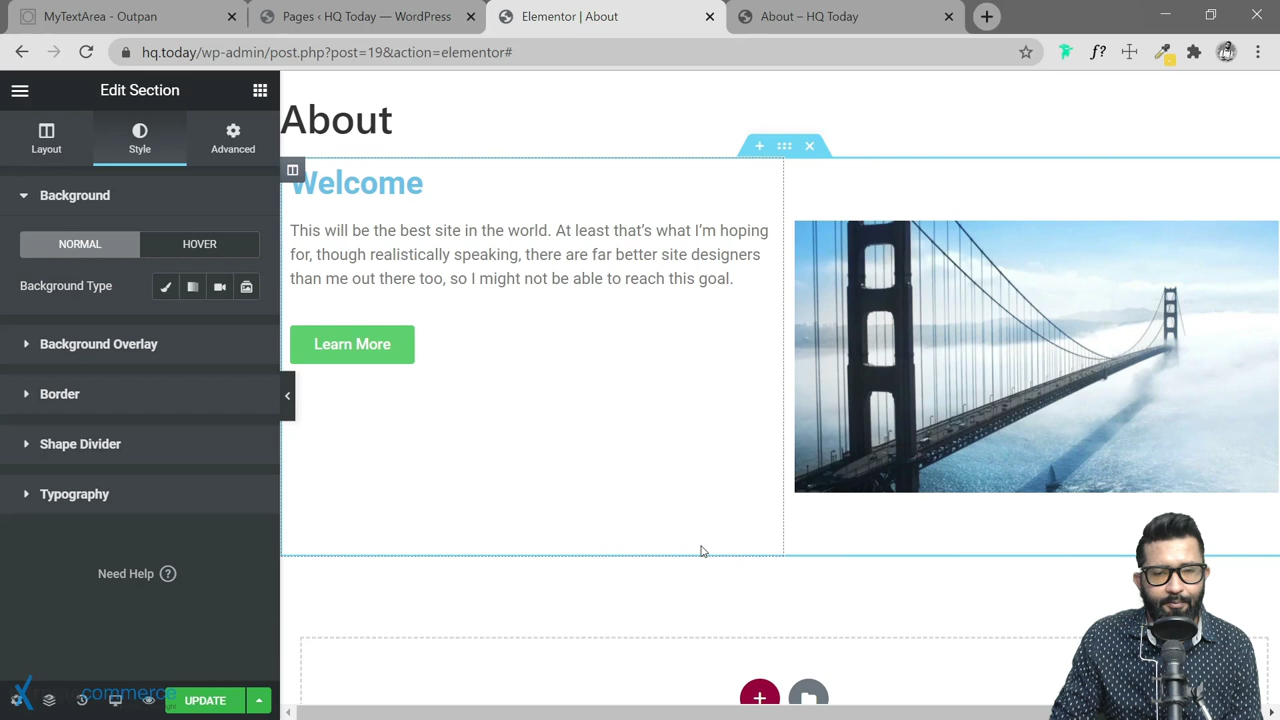 MyTextArea - Outpan
Pages ‹ HQ Today — WordPress
Elementor | About
About – HQ Today
hq.today/wp-admin/post.php?post=19&action=elementor#
f?
Edit Section
Layout
Style
Advanced
Background
NORMAL
HOVER
Background Type
Background Overlay
Border
Shape Divider
Typography
Need Help ?
commerce
UPDATE
About
Welcome
This will be the best site in the world. At least that's what I'm hoping
for, though realistically speaking, there are far better site designers
than me out there too, so I might not be able to reach this goal.
Learn More